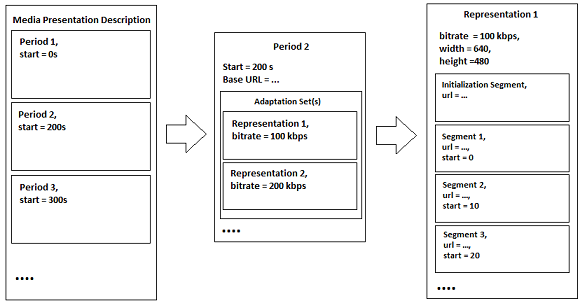 Media Presentation Description
Period 1,
start = 0s
Period 2,
start = 200s
Period 3,
start = 300s
....
Period 2
Start = 200 s
Base URL = ...
Adaptation Set(s)
Representation 1,
bitrate = 100 kbps
Representation 2,
bitrate = 200 kbps
....
Representation 1
bitrate = 100 kbps,
width = 640,
height =480
Initialization Segment,
url = ...
Segment 1,
url = ...,
start = 0
Segment 2,
url = ...,
start = 10
Segment 3,
url = ...,
start = 20
....